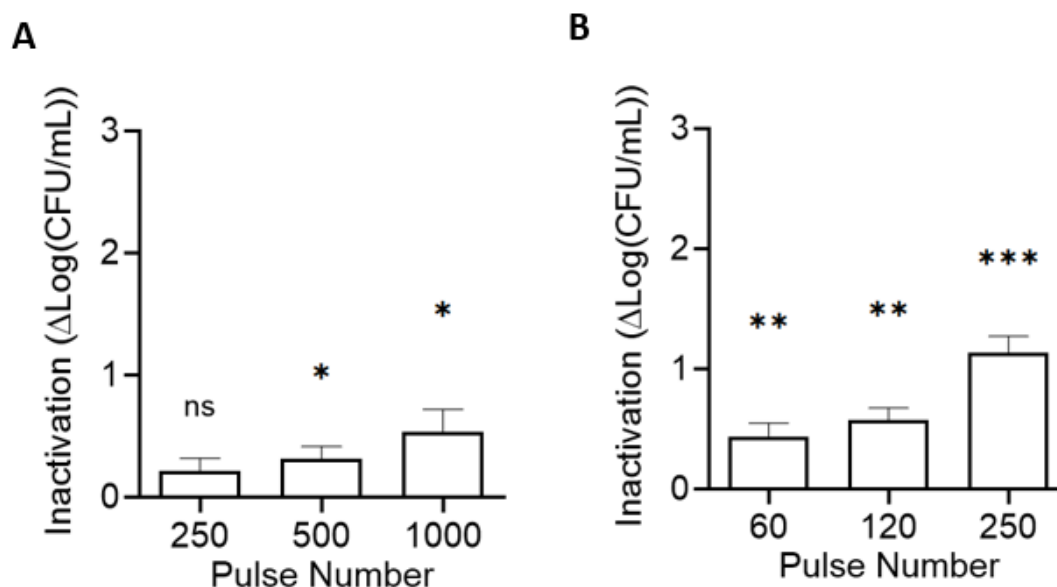 A
Inactivation (ΔLog(CFU/mL))
3
2
1
0
ns
*
*
250 500 1000
Pulse Number
B
Inactivation (ΔLog(CFU/mL))
3
2
1
0
**
**
***
60 120 250
Pulse Number